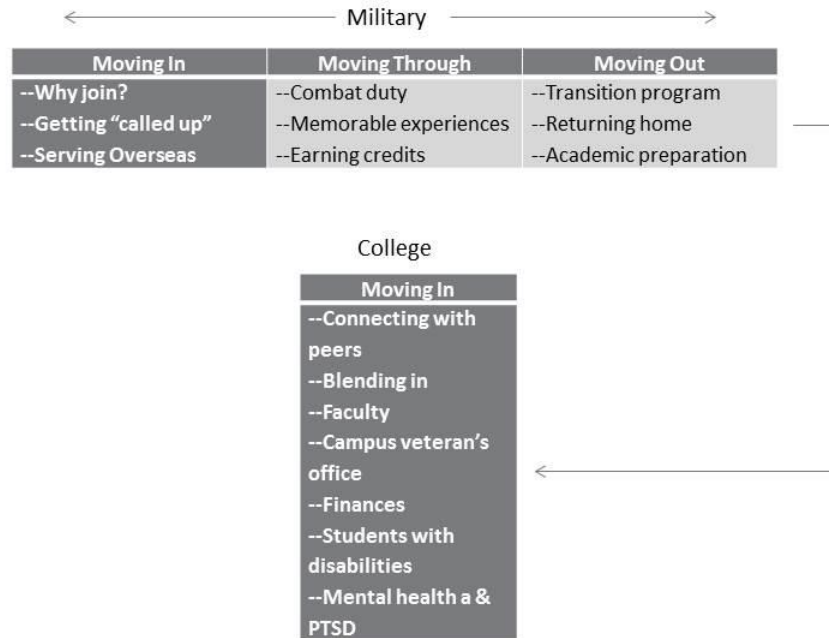 Military
Moving In Moving Through Moving Out
--Why join? --Combat duty --Transition program
--Getting “called up” --Memorable experiences --Returning home
--Serving Overseas --Earning credits --Academic preparation
College
Moving In
--Connecting with
peers
--Blending in
--Faculty
--Campus veteran’s
office
--Finances
--Students with
disabilities
--Mental health a &
PTSD